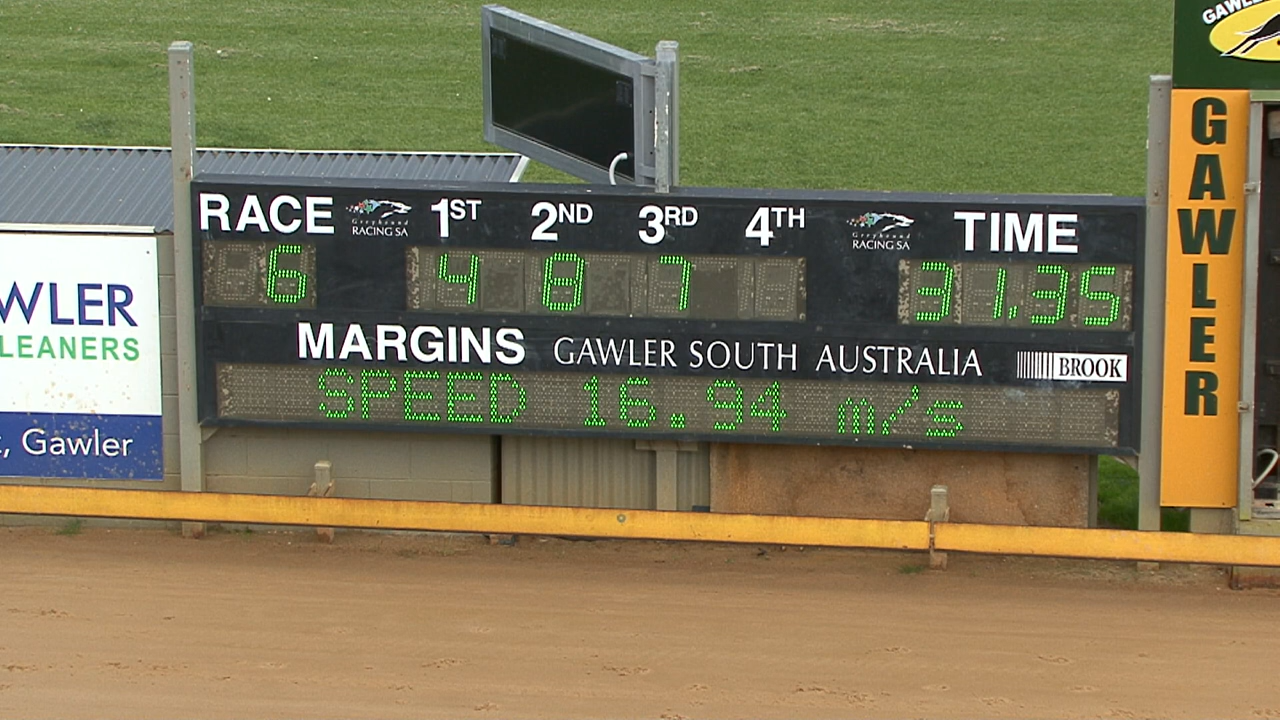 GAWLE
RACE Greyhound RACING SA 1ST 2ND 3RD 4TH Greyhound RACING SA TIME
6 4 8 7 31.35
MARGINS GAWLER SOUTH AUSTRALIA BROOK
SPEED 16.94 m/s
WLER
LEANERS
, Gawler
GAWLER